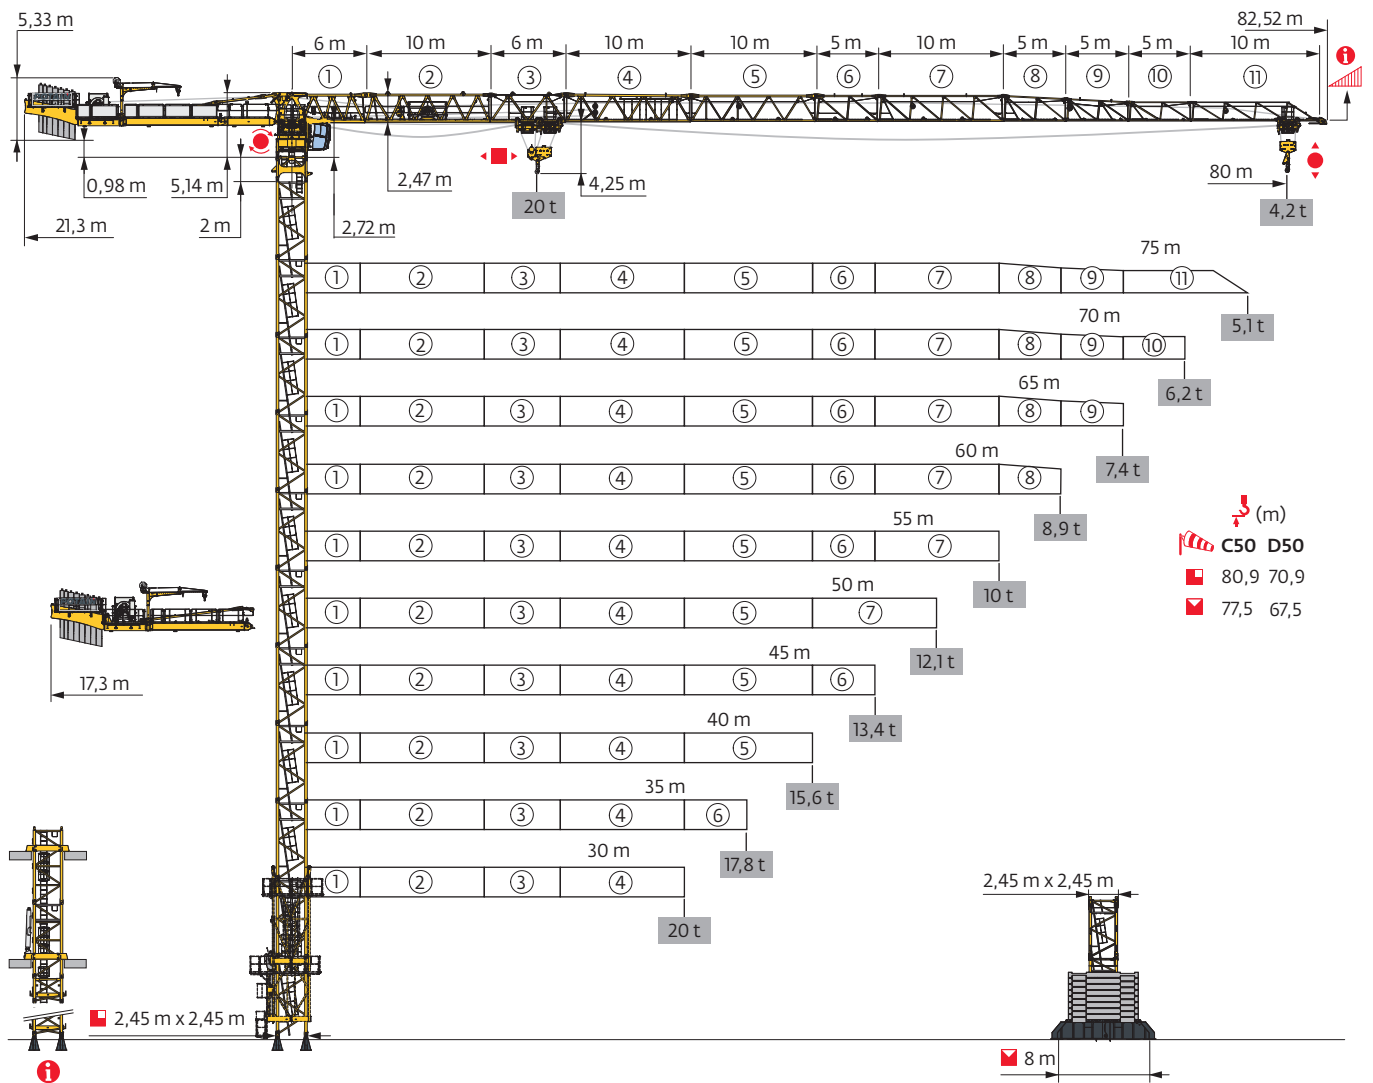 5,33 m
82,52 m
6 m 10 m 6 m 10 m 10 m 5 m 10 m 5 m 5 m 5 m 10 m
i
① ② ③ ④ ⑤ ⑥ ⑦ ⑧ ⑨ ⑩ ⑪
0,98 m 5,14 m 2,47 m 4,25 m 80 m
20 t 4,2 t
21,3 m 2 m 2,72 m
75 m
① ② ③ ④ ⑤ ⑥ ⑦ ⑧ ⑨ ⑪
5,1 t
70 m
① ② ③ ④ ⑤ ⑥ ⑦ ⑧ ⑨ ⑩
6,2 t
65 m
① ② ③ ④ ⑤ ⑥ ⑦ ⑧ ⑨
7,4 t
60 m
① ② ③ ④ ⑤ ⑥ ⑦ ⑧
8,9 t
(m)
C50 D50
80,9 70,9
77,5 67,5
55 m
① ② ③ ④ ⑤ ⑥ ⑦
10 t
50 m
① ② ③ ④ ⑤ ⑦
12,1 t
17,3 m
45 m
① ② ③ ④ ⑤ ⑥
13,4 t
40 m
① ② ③ ④ ⑤
15,6 t
35 m
① ② ③ ④ ⑥
17,8 t
30 m
① ② ③ ④
20 t
2,45 m x 2,45 m
2,45 m x 2,45 m
8 m
i